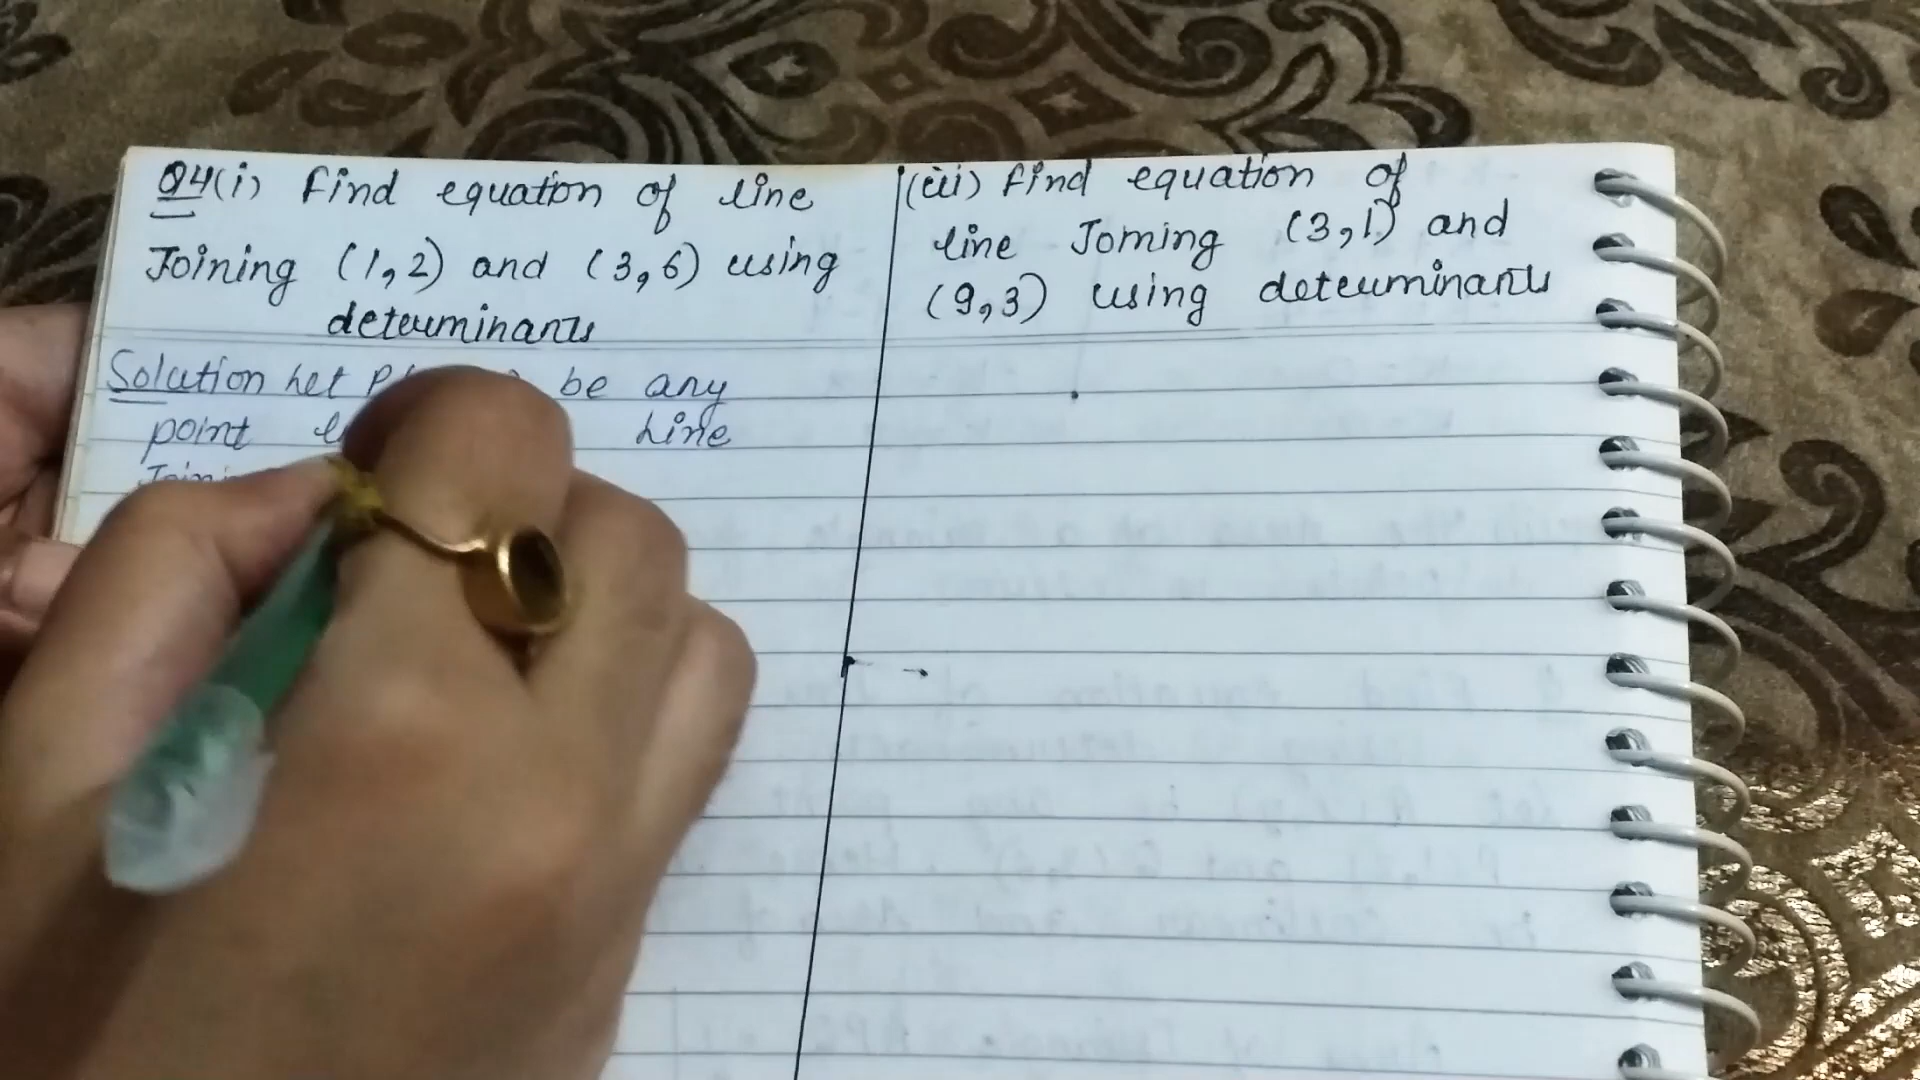 Q4(i) Find equation of line
Joining (1,2) and (3,6) using
determinants
Solution Let be any
point Line
(ii) Find equation of
line Joming (3,1) and
(9,3) using determinants